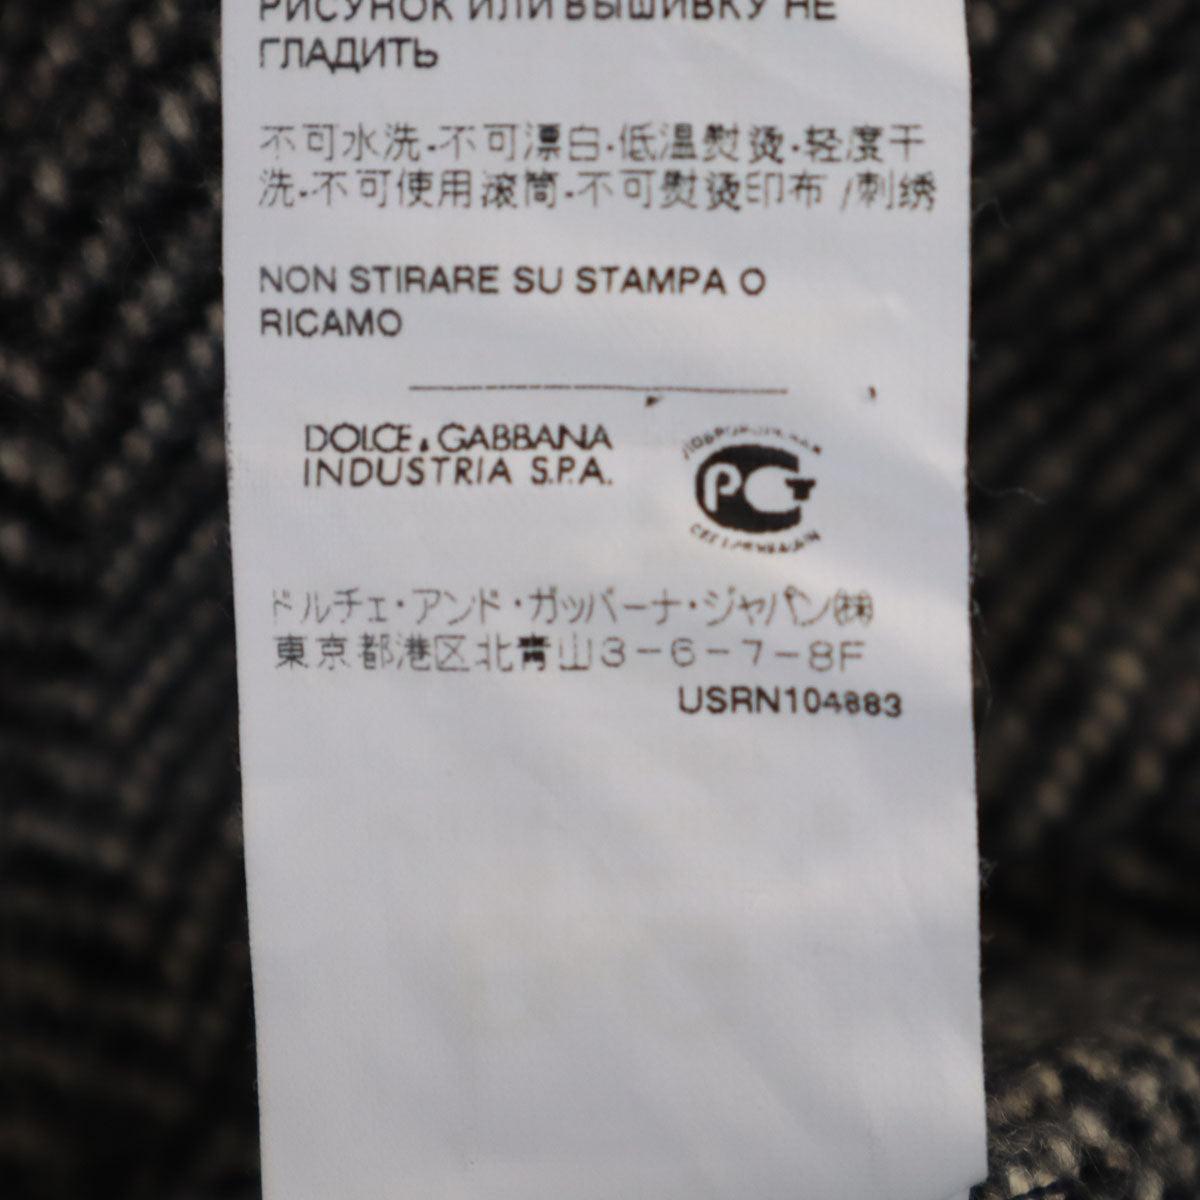 РИСУНОК ИЛИ ВЫШИВКУ НЕ
ГЛАДИТЬ
不可水洗-不可漂白-低温熨烫-轻度干
洗-不可使用滚筒-不可熨烫印布/刺绣
NON STIRARE SU STAMPA O
RICAMO
DOLCE & GABBANA
INDUSTRIA S.P.A.
PCT
ドルチェ・アンド・ガッバーナ・ジャパン㈱
東京都港区北青山3-6-7-8F
USRN104883